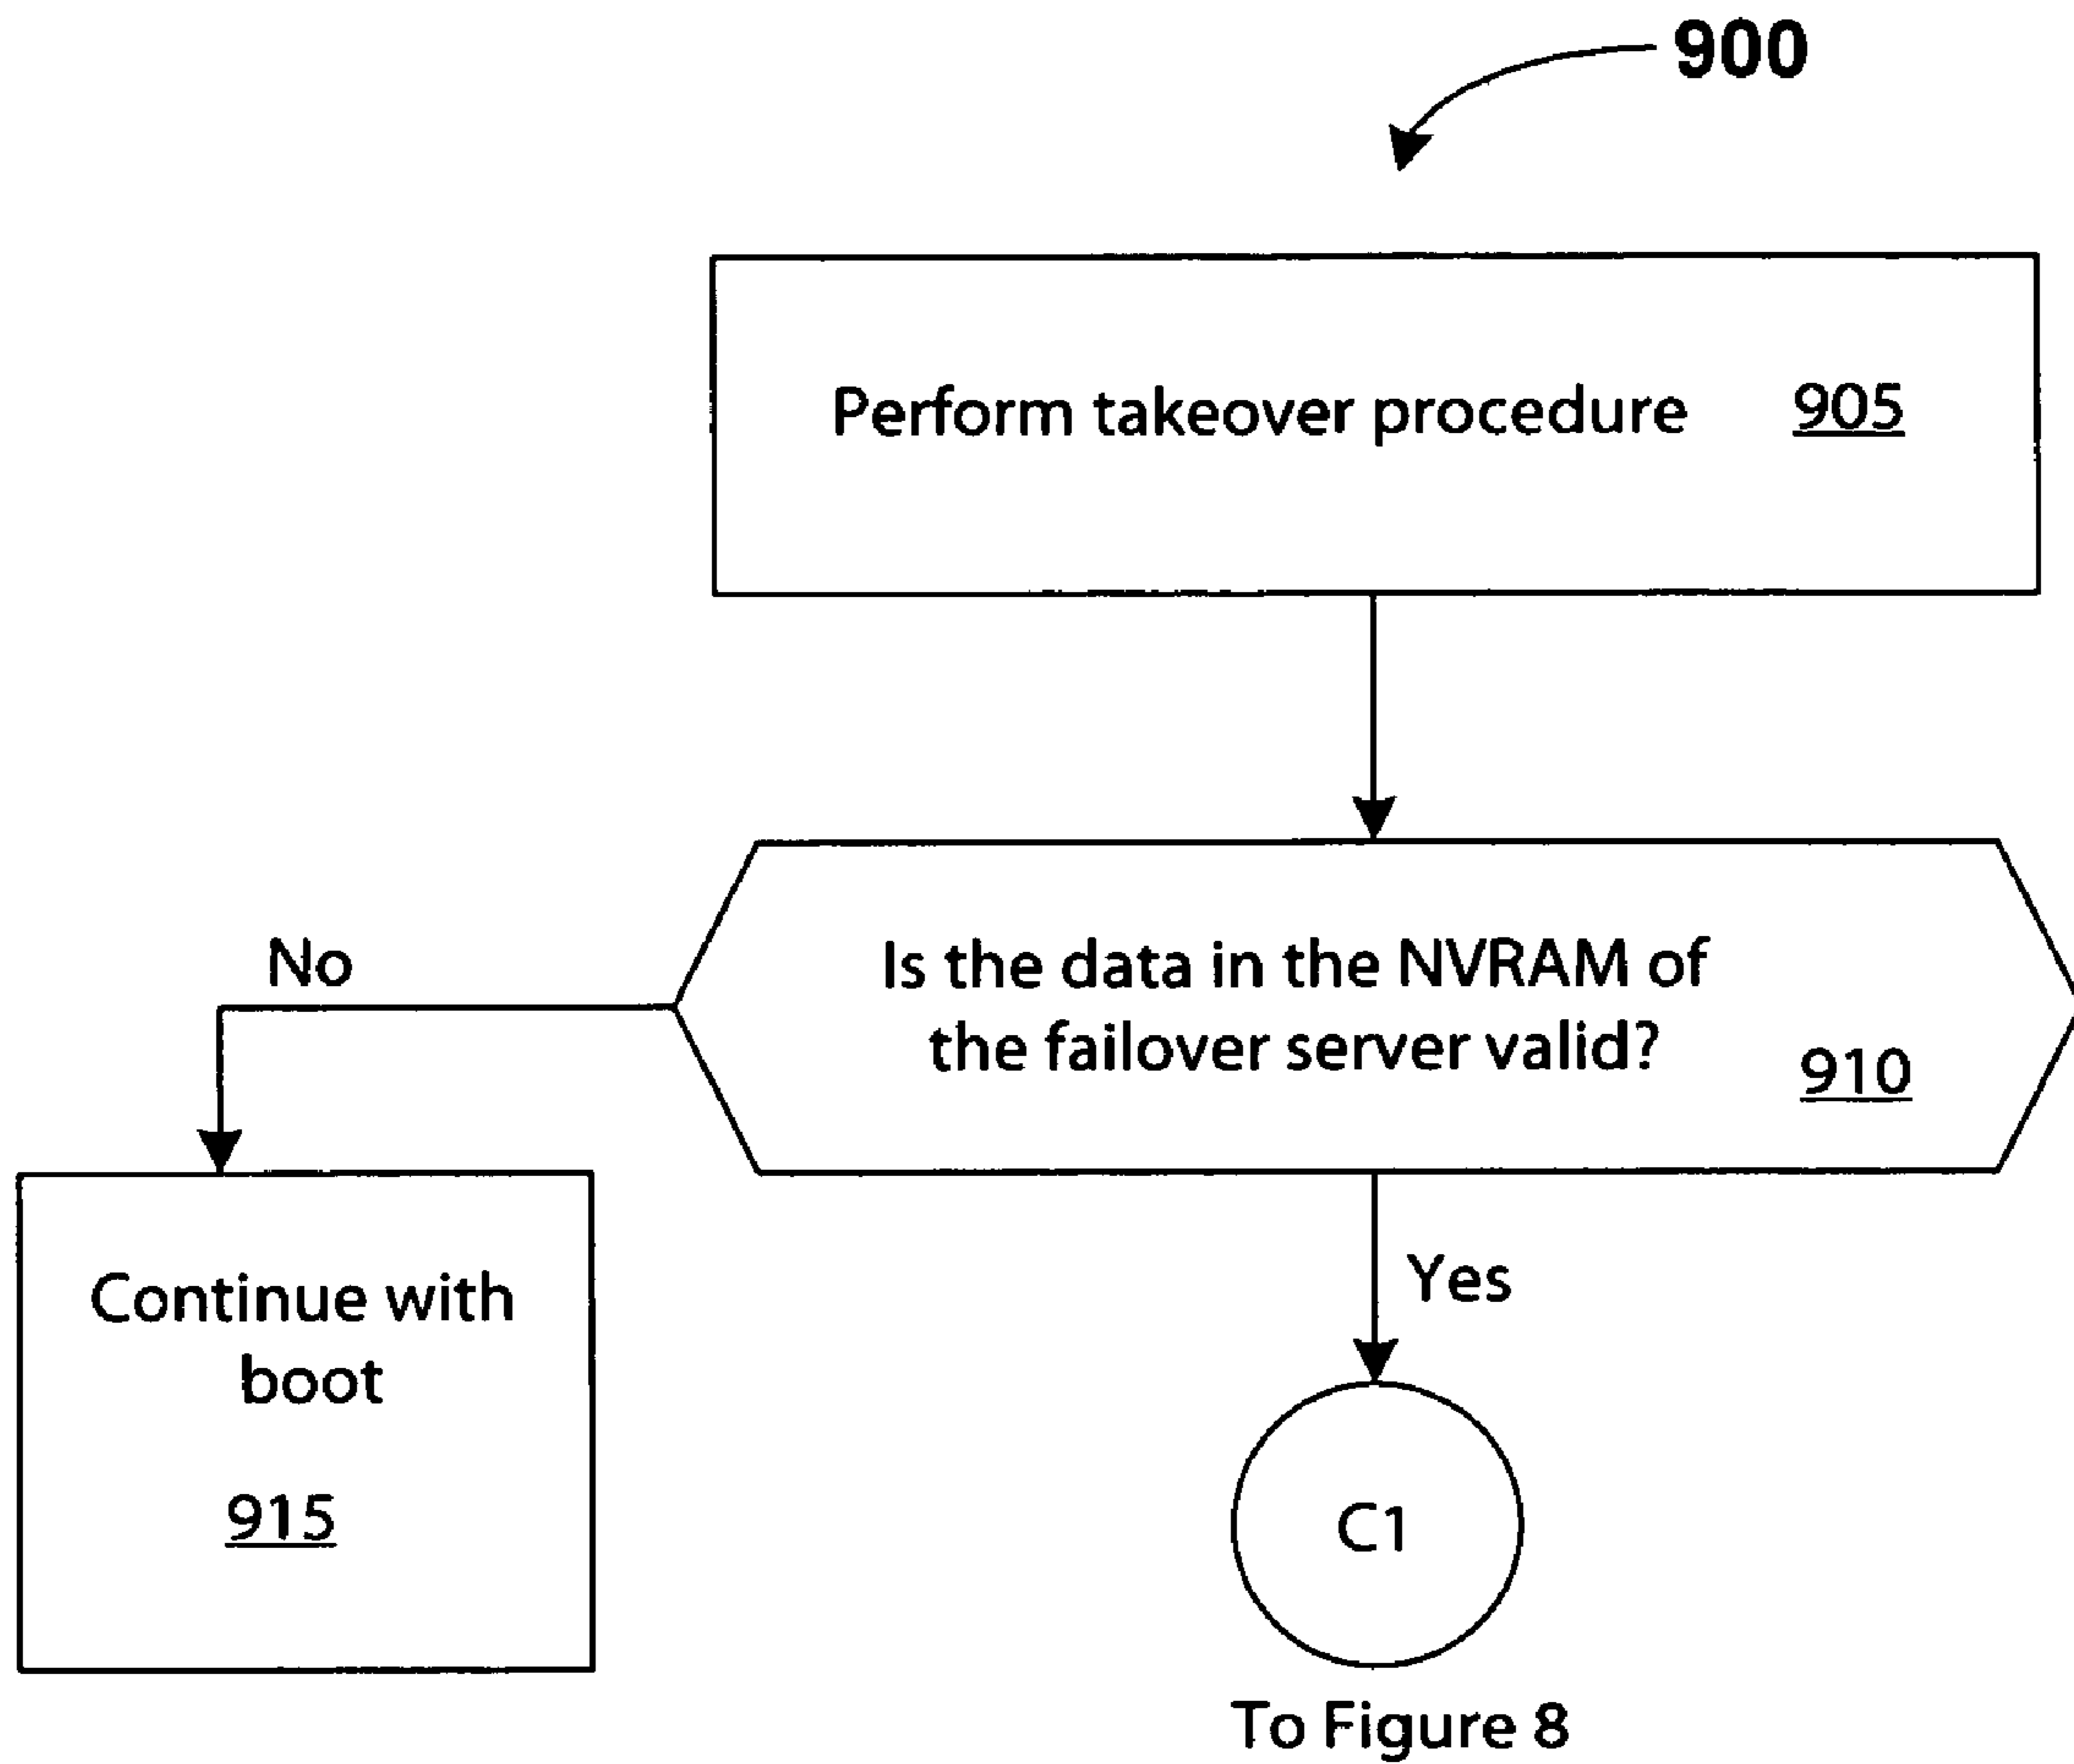 900
Perform takeover procedure 905
Is the data in the NVRAM of
the failover server valid?
910
No
Continue with
boot
915
Yes
C1
To Figure 8